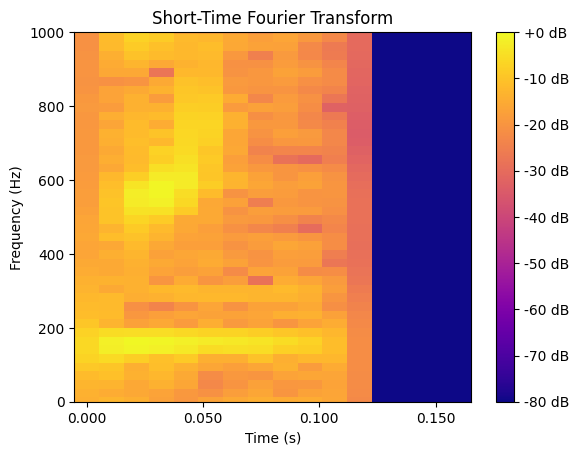 Short-Time Fourier Transform
Frequency (Hz)
1000
800
600
400
200
0
0.000 0.050 0.100 0.150
Time (s)
+0 dB
-10 dB
-20 dB
-30 dB
-40 dB
-50 dB
-60 dB
-70 dB
-80 dB